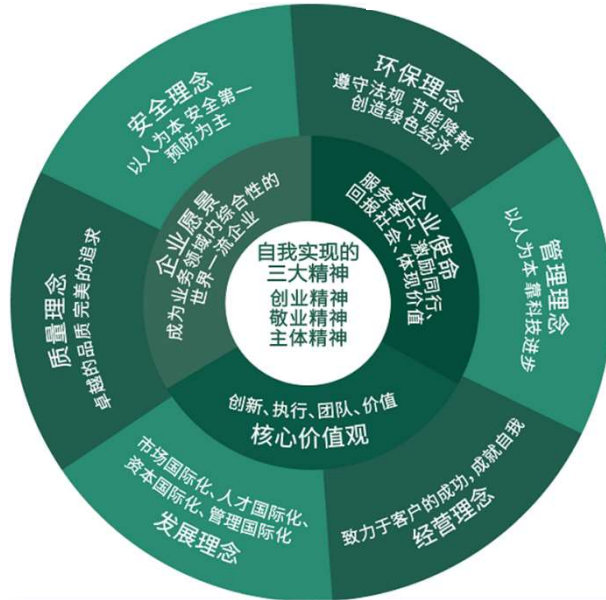 自我实现的
三大精神
创业精神
敬业精神
主体精神
企业愿景
成为业务领域内综合性的
世界一流企业
企业使命
服务客户、激励同行、
回报社会、体现价值
创新、执行、团队、价值
核心价值观
安全理念
以人为本 安全第一
预防为主
环保理念
遵守法规 节能降耗
创造绿色经济
管理理念
以人为本 靠科技进步
致力于客户的成功，成就自我
经营理念
市场国际化、人才国际化、
资本国际化、管理国际化
发展理念
质量理念
卓越的品质 完美的追求